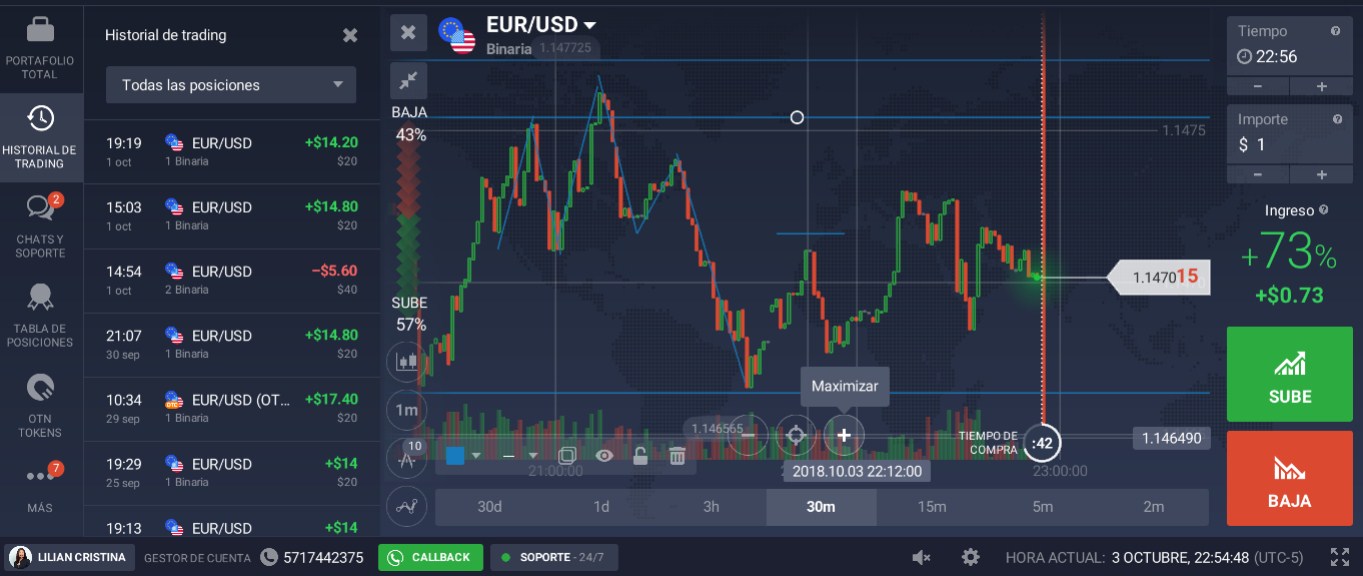 PORTAFOLIO
TOTAL
HISTORIAL DE
TRADING
2
CHATS Y
SOPORTE
TABLA DE
POSICIONES
OTN
TOKENS
7
MÁS
Historial de trading
Todas las posiciones
19:19 EUR/USD +$14.20
1 oct 1 Binaria $20
15:03 EUR/USD +$14.80
1 oct 1 Binaria $20
14:54 EUR/USD −$5.60
1 oct 2 Binaria $40
21:07 EUR/USD +$14.80
30 sep 1 Binaria $20
10:34 EUR/USD (OT... +$17.40
29 sep 1 Binaria $20
19:29 EUR/USD +$14
25 sep 1 Binaria $20
19:13 EUR/USD +$14
EUR/USD
Binaria 1.147725
BAJA
43%
SUBE
57%
1m
10
1.1475
1.147015
Maximizar
1.146565
TIEMPO DE
COMPRA
:42
1.146490
21:00:00
2018.10.03 22:12:00
23:00:00
30d 1d 3h 30m 15m 5m 2m
Tiempo
22:56
− +
Importe
$ 1
− +
Ingreso
+73%
+$0.73
SUBE
BAJA
LILIAN CRISTINA GESTOR DE CUENTA 5717442375 CALLBACK SOPORTE - 24/7 HORA ACTUAL: 3 OCTUBRE, 22:54:48 (UTC-5)